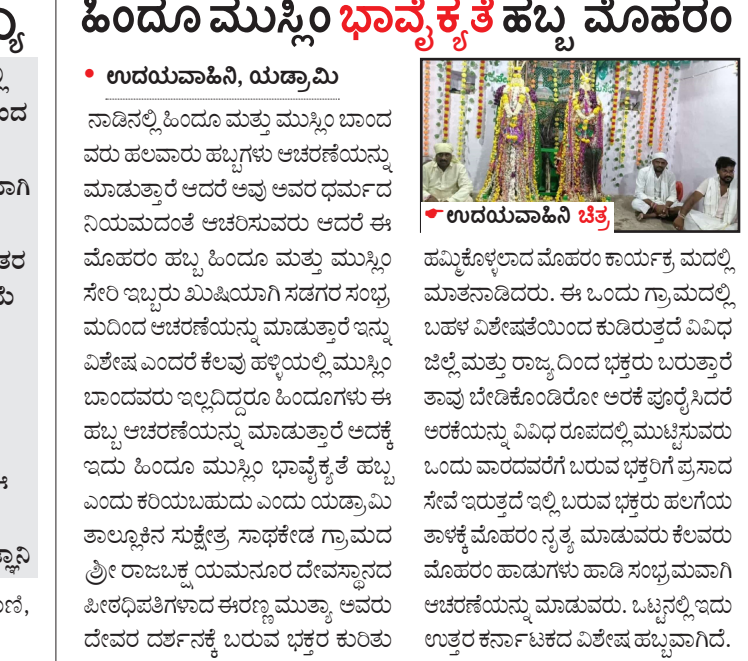 ಹಿಂದೂ ಮುಸ್ಲಿಂ ಭಾವೈಕ್ಯತೆ ಹಬ್ಬ ಮೊಹರಂ
• ಉದಯವಾಹಿನಿ, ಯಡ್ರಾಮಿ
ನಾಡಿನಲ್ಲಿ ಹಿಂದೂ ಮತ್ತು ಮುಸ್ಲಿಂ ಬಾಂದ
ವರು ಹಲವಾರು ಹಬ್ಬಗಳು ಆಚರಣೆಯನ್ನು
ಮಾಡುತ್ತಾರೆ ಆದರೆ ಅವು ಅವರ ಧರ್ಮದ
ನಿಯಮದಂತೆ ಆಚರಿಸುವರು ಆದರೆ ಈ
ಮೊಹರಂ ಹಬ್ಬ ಹಿಂದೂ ಮತ್ತು ಮುಸ್ಲಿಂ
ಸೇರಿ ಇಬ್ಬರು ಖುಷಿಯಾಗಿ ಸಡಗರ ಸಂಭ್ರ
ಮದಿಂದ ಆಚರಣೆಯನ್ನು ಮಾಡುತ್ತಾರೆ ಇನ್ನು
ವಿಶೇಷ ಎಂದರೆ ಕೆಲವು ಹಳ್ಳಿಯಲ್ಲಿ ಮುಸ್ಲಿಂ
ಬಾಂದವರು ಇಲ್ಲದಿದ್ದರೂ ಹಿಂದೂಗಳು ಈ
ಹಬ್ಬ ಆಚರಣೆಯನ್ನು ಮಾಡುತ್ತಾರೆ ಅದಕ್ಕೆ
ಇದು ಹಿಂದೂ ಮುಸ್ಲಿಂ ಭಾವೈಕ್ಯತೆ ಹಬ್ಬ
ಎಂದು ಕರಿಯಬಹುದು ಎಂದು ಯಡ್ರಾಮಿ
ತಾಲ್ಲೂಕಿನ ಸುಕ್ಷೇತ್ರ ಸಾಥಕೇಡ ಗ್ರಾಮದ
ಶ್ರೀ ರಾಜಬಕ್ಷ ಯಮನೂರ ದೇವಸ್ಥಾನದ
ಪೀಠಧಿಪತಿಗಳಾದ ಈರಣ್ಣ ಮುತ್ಯಾ ಅವರು
ದೇವರ ದರ್ಶನಕ್ಕೆ ಬರುವ ಭಕ್ತರ ಕುರಿತು
ಉದಯವಾಹಿನಿ ಚಿತ್ರ
ಹಮ್ಮಿಕೊಳ್ಳಲಾದ ಮೊಹರಂ ಕಾರ್ಯಕ್ರಮದಲ್ಲಿ
ಮಾತನಾಡಿದರು. ಈ ಒಂದು ಗ್ರಾಮದಲ್ಲಿ
ಬಹಳ ವಿಶೇಷತೆಯಿಂದ ಕುಡಿರುತ್ತದೆ ವಿವಿಧ
ಜಿಲ್ಲೆ ಮತ್ತು ರಾಜ್ಯದಿಂದ ಭಕ್ತರು ಬರುತ್ತಾರೆ
ತಾವು ಬೇಡಿಕೊಂಡಿರೋ ಅರಕೆ ಪೂರೈಸಿದರೆ
ಅರಕೆಯನ್ನು ವಿವಿಧ ರೂಪದಲ್ಲಿ ಮುಟ್ಟಿಸುವರು
ಒಂದು ವಾರದವರೆಗೆ ಬರುವ ಭಕ್ತರಿಗೆ ಪ್ರಸಾದ
ಸೇವೆ ಇರುತ್ತದೆ ಇಲ್ಲಿ ಬರುವ ಭಕ್ತರು ಹಲಗೆಯ
ತಾಳಕ್ಕೆ ಮೊಹರಂ ನೃತ್ಯ ಮಾಡುವರು ಕೆಲವರು
ಮೊಹರಂ ಹಾಡುಗಳು ಹಾಡಿ ಸಂಭ್ರಮವಾಗಿ
ಆಚರಣೆಯನ್ನು ಮಾಡುವರು. ಒಟ್ಟನಲ್ಲಿ ಇದು
ಉತ್ತರ ಕರ್ನಾಟಕದ ವಿಶೇಷ ಹಬ್ಬವಾಗಿದೆ.